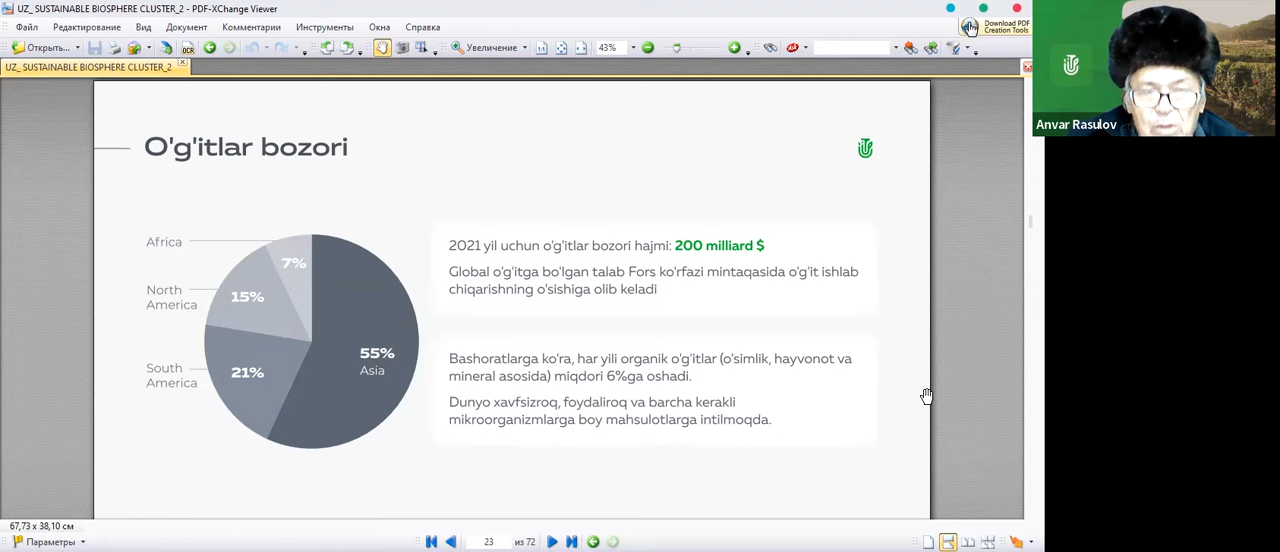 UZ_ SUSTAINABLE BIOSPHERE CLUSTER_2 - PDF-XChange Viewer
Файл Редактирование Вид Документ Комментарии Инструменты Окна Справка
Download PDF
Creation Tools
Открыть... OCR Увеличение 43%
UZ_ SUSTAINABLE BIOSPHERE CLUSTER_2
Anvar Rasulov
O'g'itlar bozori
Africa
7%
North
America
15%
South
America
21%
55%
Asia
2021 yil uchun o'g'itlar bozori hajmi: 200 milliard $
Global o'g'itga bo'lgan talab Fors ko'rfazi mintaqasida o'g'it ishlab
chiqarishning o'sishiga olib keladi
Bashoratlarga ko'ra, har yili organik o'g'itlar (o'simlik, hayvonot va
mineral asosida) miqdori 6%ga oshadi.
Dunyo xavfsizroq, foydaliroq va barcha kerakli
mikroorganizmlarga boy mahsulotlarga intilmoqda.
67,73 x 38,10 см
Параметры 23 из 72